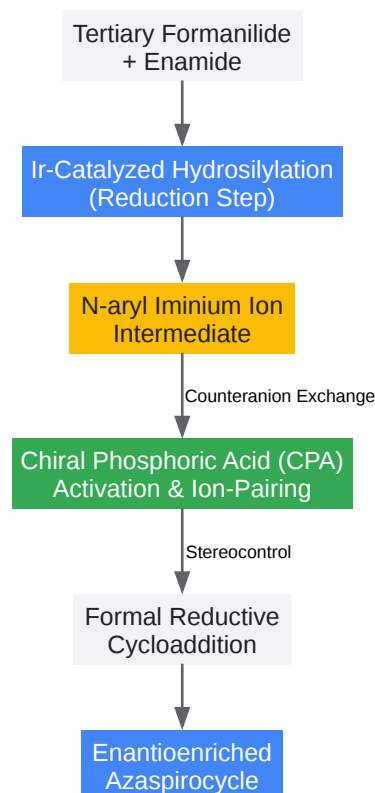 Tertiary Formanilide
+ Enamide
Ir-Catalyzed Hydrosilylation
(Reduction Step)
N-aryl Iminium Ion
Intermediate
Counteranion Exchange
Chiral Phosphoric Acid (CPA)
Activation & Ion-Pairing
Stereocontrol
Formal Reductive
Cycloaddition
Enantioenriched
Azaspirocycle